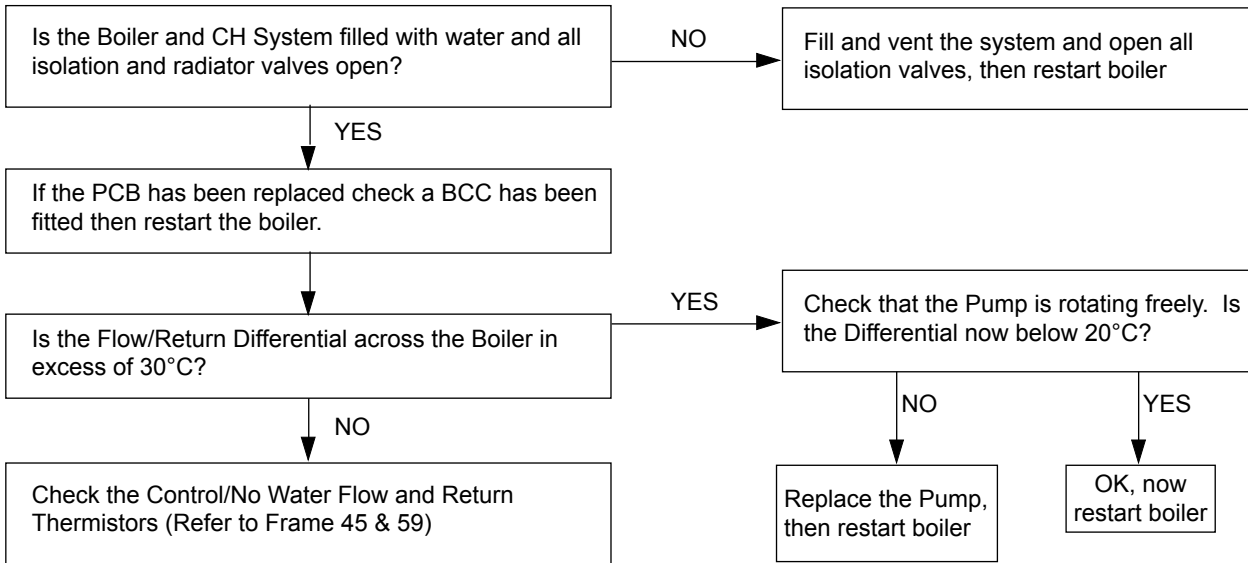 Is the Boiler and CH System filled with water and all
isolation and radiator valves open?
NO
Fill and vent the system and open all
isolation valves, then restart boiler
YES
If the PCB has been replaced check a BCC has been
fitted then restart the boiler.
Is the Flow/Return Differential across the Boiler in
excess of 30°C?
YES
Check that the Pump is rotating freely.  Is
the Differential now below 20°C?
NO
Check the Control/No Water Flow and Return
Thermistors (Refer to Frame 45 & 59)
NO
Replace the Pump,
then restart boiler
YES
OK, now
restart boiler